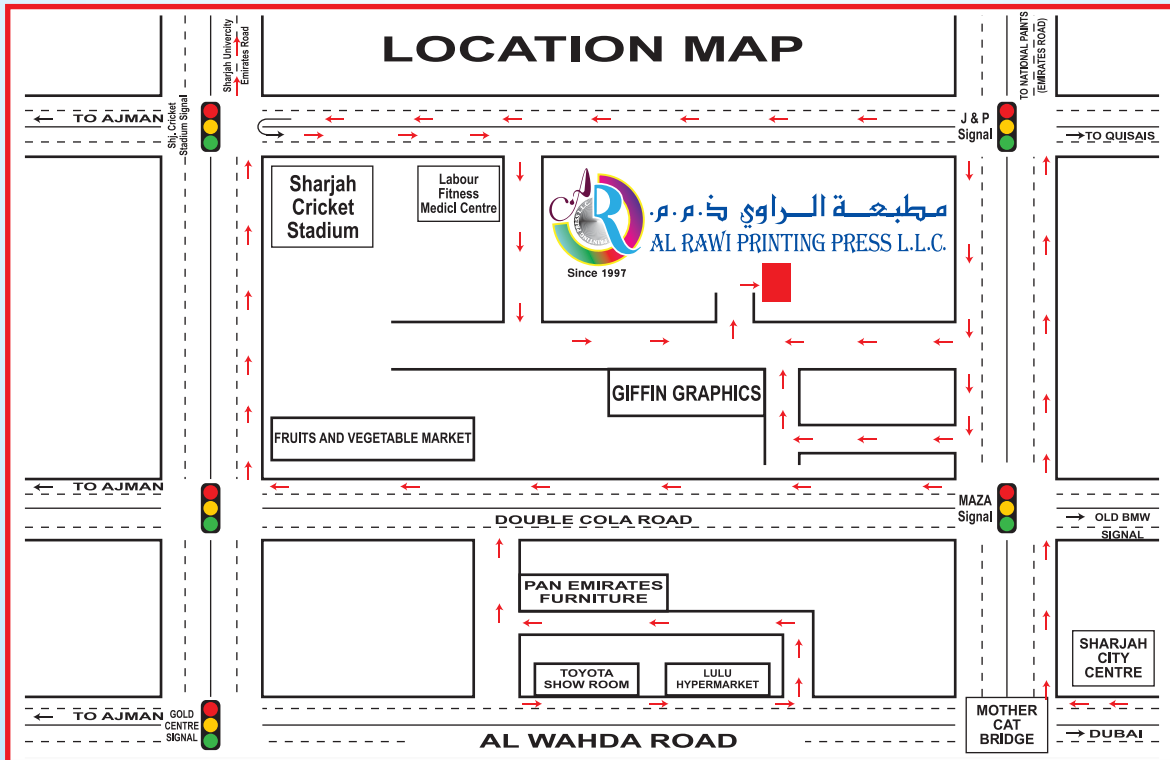 LOCATION MAP
Sharjah Univercity
Emirates Road
TO NATIONAL PAINTS
(EMIRATES ROAD)
TO AJMAN
Shj. Cricket
Stadium Signal
J & P
Signal
TO QUISAIS
Sharjah
Cricket
Stadium
Labour
Fitness
Medicl Centre
مطبعة الراوي ذ.م.م.
AL RAWI PRINTING PRESS L.L.C.
Since 1997
GIFFIN GRAPHICS
FRUITS AND VEGETABLE MARKET
TO AJMAN
MAZA
Signal
DOUBLE COLA ROAD
OLD BMW
SIGNAL
PAN EMIRATES
FURNITURE
TOYOTA
SHOW ROOM
LULU
HYPERMARKET
SHARJAH
CITY
CENTRE
TO AJMAN
GOLD
CENTRE
SIGNAL
AL WAHDA ROAD
MOTHER
CAT
BRIDGE
DUBAI